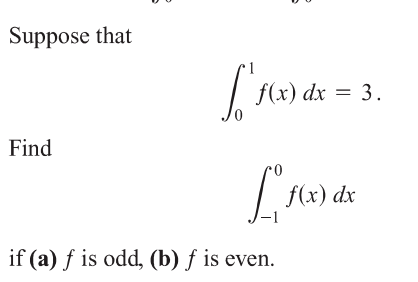 Suppose that
∫₀¹ f(x) dx = 3.
Find
∫₋₁⁰ f(x) dx
if (a) f is odd, (b) f is even.